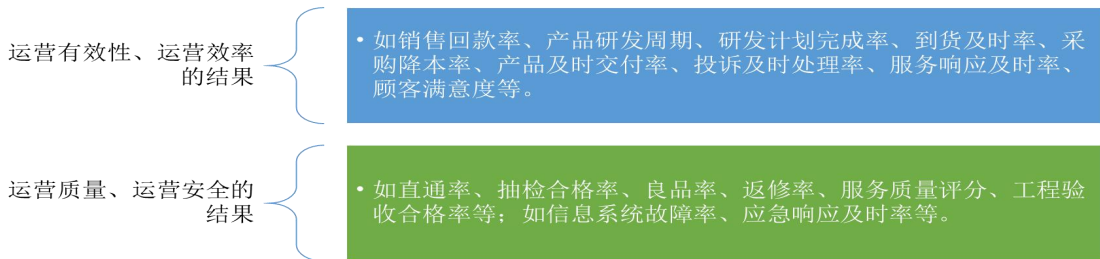 运营有效性、运营效率
的结果
• 如销售回款率、产品研发周期、研发计划完成率、到货及时率、采
购降本率、产品及时交付率、投诉及时处理率、服务响应及时率、
顾客满意度等。
运营质量、运营安全的
结果
• 如直通率、抽检合格率、良品率、返修率、服务质量评分、工程验
收合格率等；如信息系统故障率、应急响应及时率等。